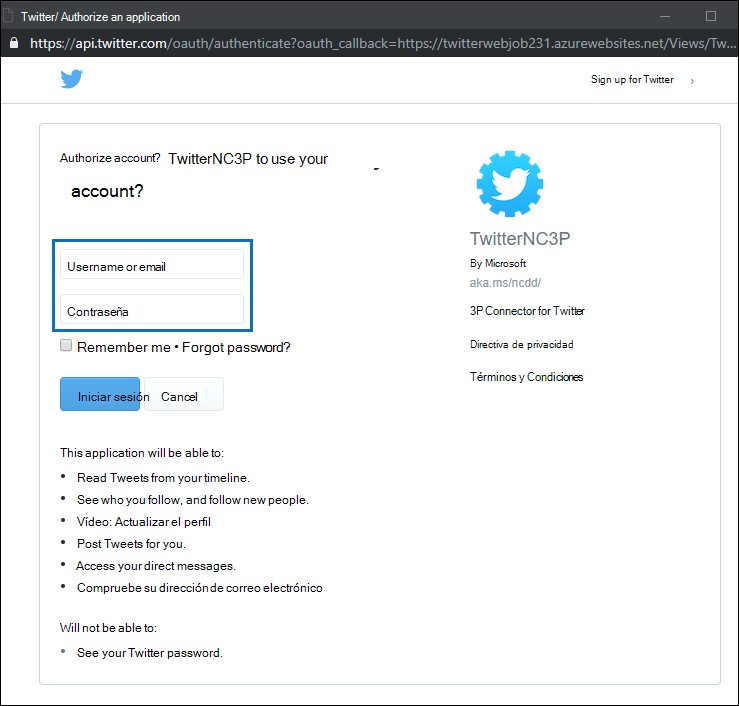 Twitter/ Authorize an application
https://api.twitter.com/oauth/authenticate?oauth_callback=https://twitterwebjob231.azurewebsites.net/Views/Tw...
Sign up for Twitter ›
Authorize account? TwitterNC3P to use your
account?
Username or email
Contraseña
Remember me • Forgot password?
Iniciar sesión Cancel
TwitterNC3P
By Microsoft
aka.ms/ncdd/
3P Connector for Twitter
Directiva de privacidad
Términos y Condiciones
This application will be able to:
• Read Tweets from your timeline.
• See who you follow, and follow new people.
• Vídeo: Actualizar el perfil
• Post Tweets for you.
• Access your direct messages.
• Compruebe su dirección de correo electrónico
Will not be able to:
• See your Twitter password.